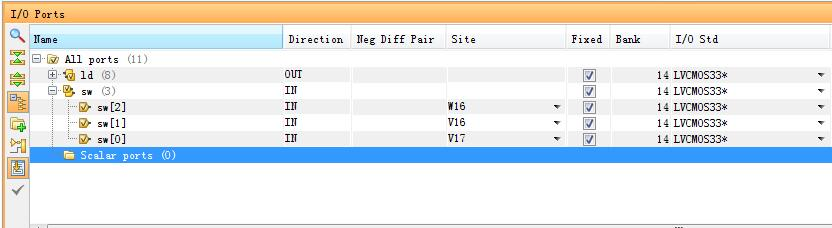 I/O Ports
Name Direction Neg Diff Pair Site Fixed Bank I/O Std
All ports (11)
ld (8) OUT 14 LVCMOS33*
sw (3) IN 14 LVCMOS33*
sw[2] IN W16 14 LVCMOS33*
sw[1] IN V16 14 LVCMOS33*
sw[0] IN V17 14 LVCMOS33*
Scalar ports (0)